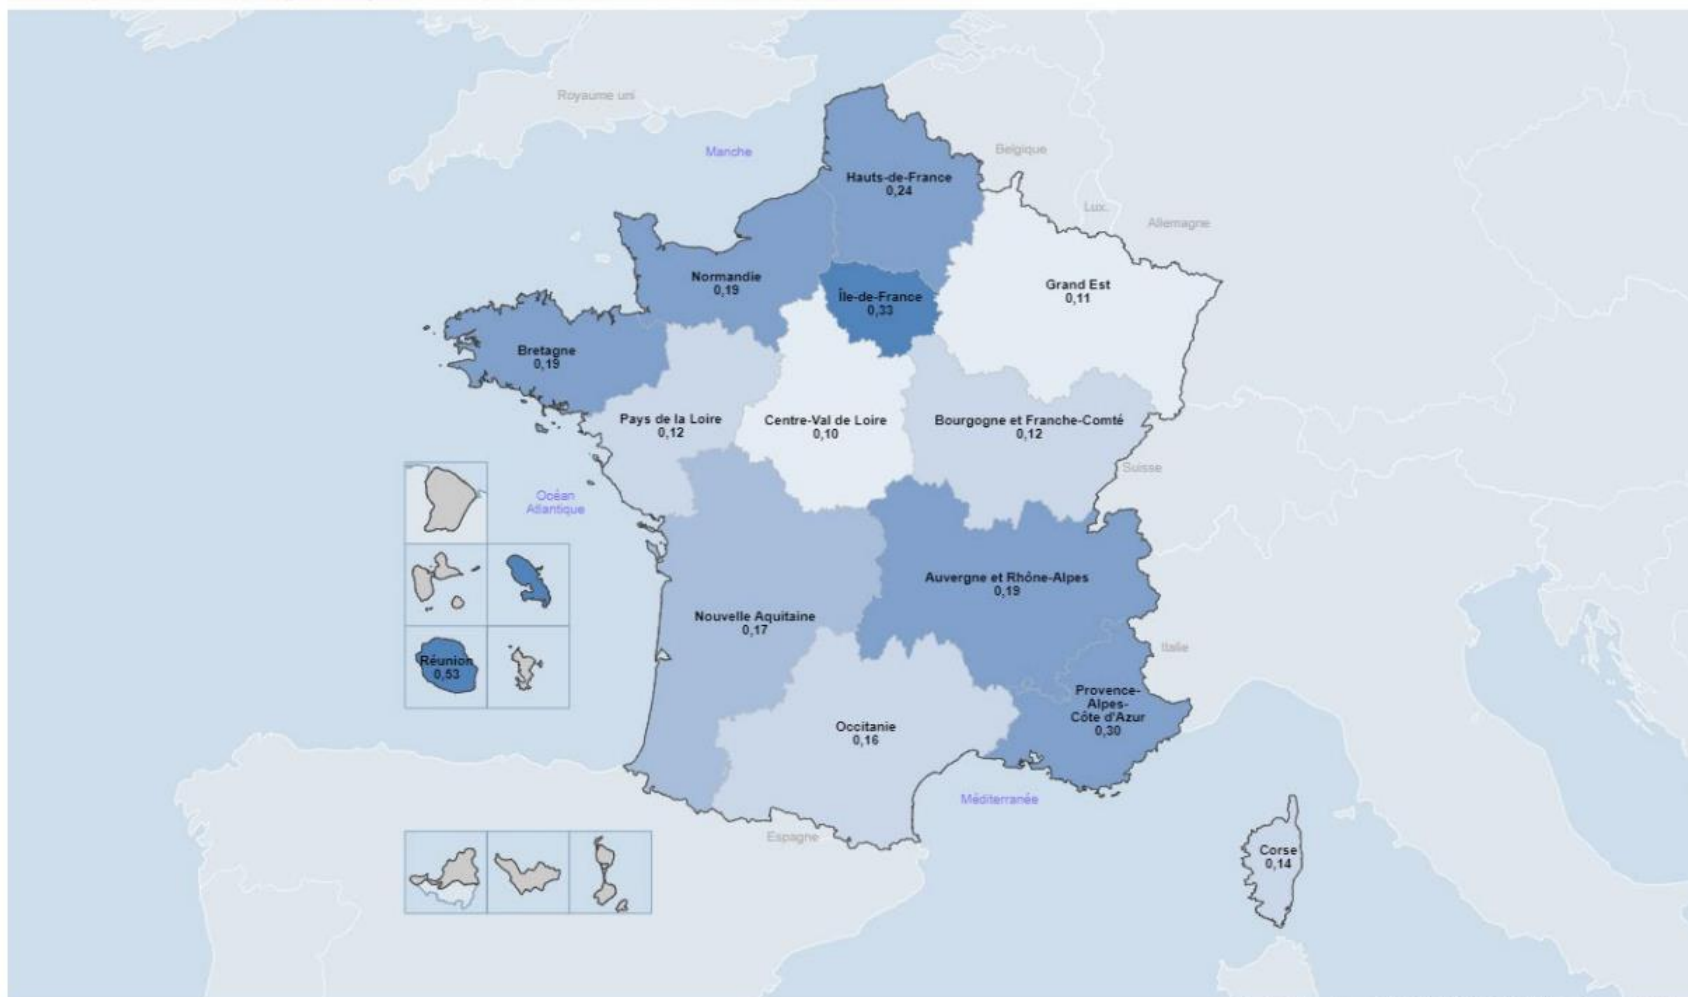 Royaume uni
Manche
Belgique
Hauts-de-France
0,24
Lux.
Allemagne
Normandie
0,19
Île-de-France
0,33
Grand Est
0,11
Bretagne
0,19
Pays de la Loire
0,12
Centre-Val de Loire
0,10
Bourgogne et Franche-Comté
0,12
Suisse
Océan
Atlantique
Auvergne et Rhône-Alpes
0,19
Nouvelle Aquitaine
0,17
Italie
Réunion
0,53
Provence-
Alpes-
Côte d'Azur
0,30
Occitanie
0,16
Méditerranée
Espagne
Corse
0,14